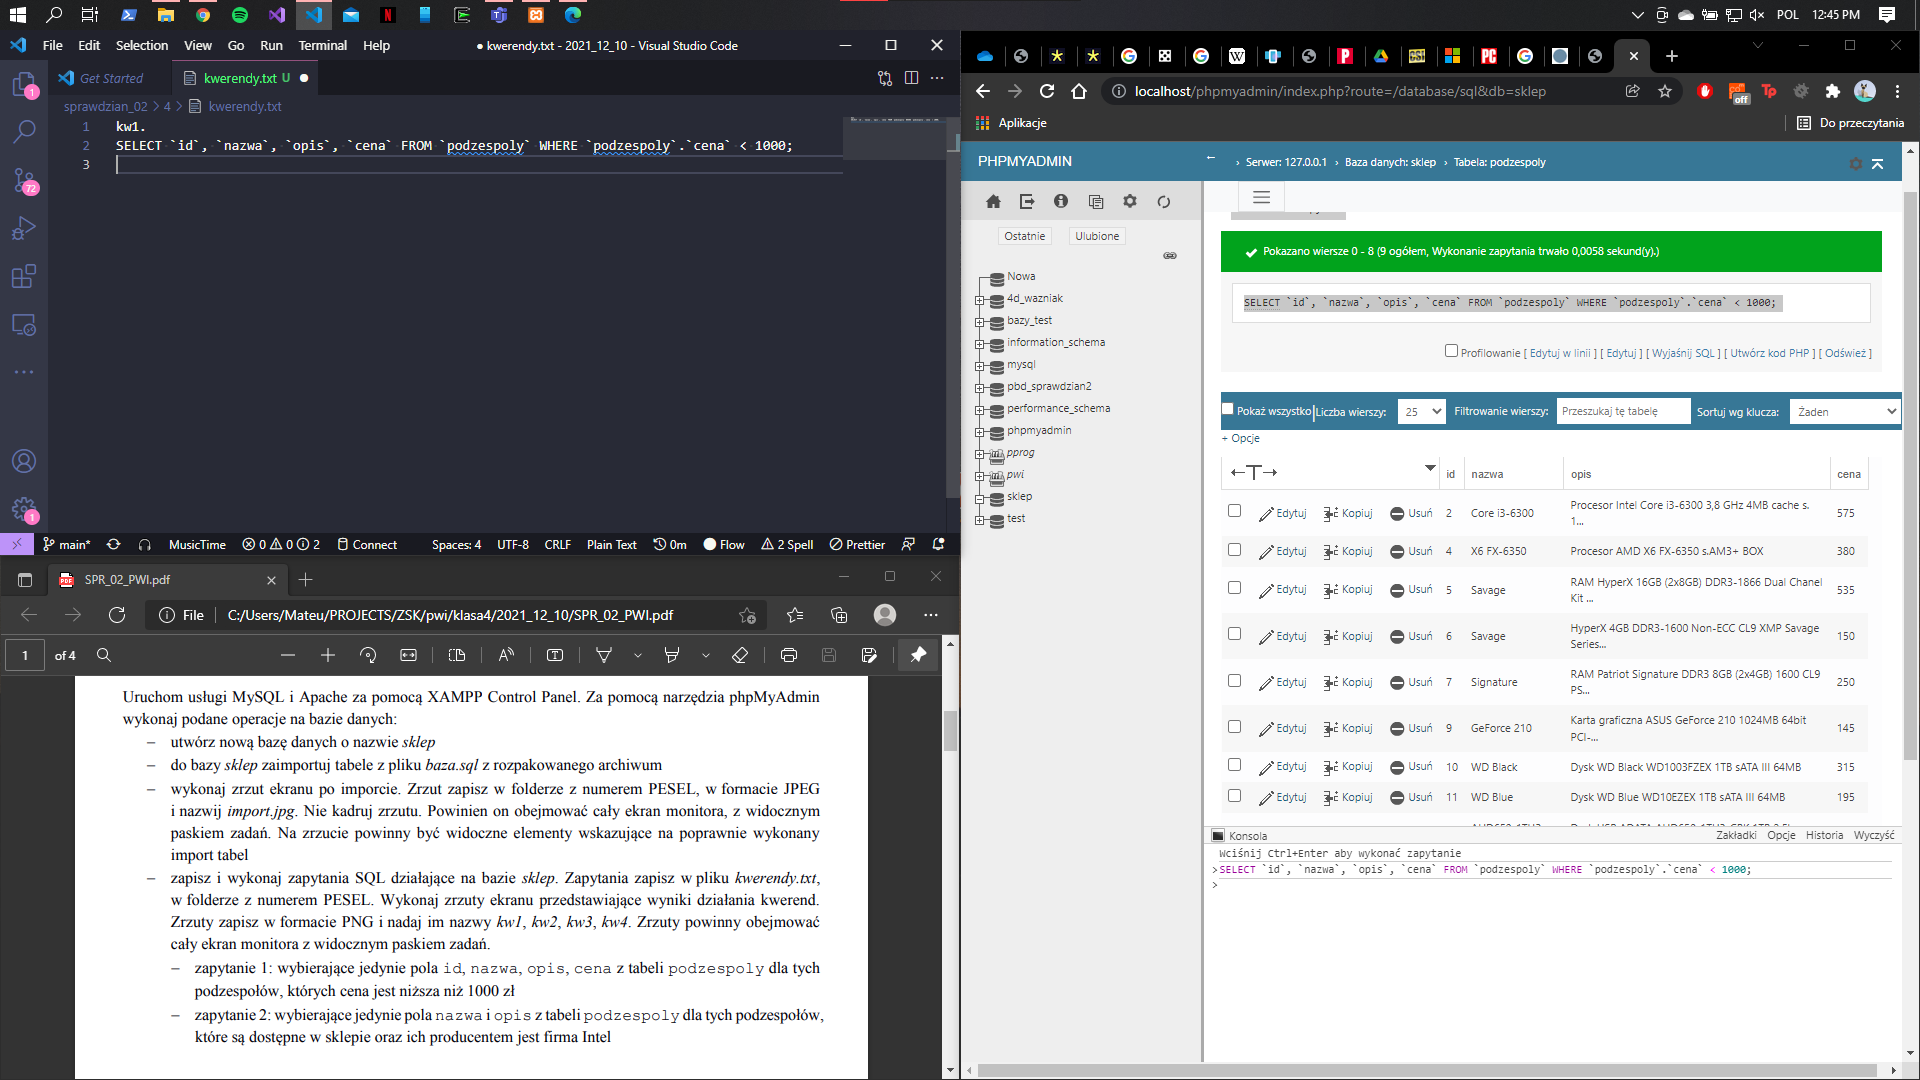 POL
12:45 PM
File Edit Selection View Go Run Terminal Help
● kwerendy.txt - 2021_12_10 - Visual Studio Code
Get Started
kwerendy.txt U
sprawdzian_02 > 4 > kwerendy.txt
1 kw1.
2 SELECT `id`, `nazwa`, `opis`, `cena` FROM `podzespoly` WHERE `podzespoly`.`cena` < 1000;
3
1
72
1
main*
MusicTime
0 0 2
Connect
Spaces: 4
UTF-8
CRLF
Plain Text
0m
Flow
2 Spell
Prettier
SPR_02_PWI.pdf
File
C:/Users/Mateu/PROJECTS/ZSK/pwi/klasa4/2021_12_10/SPR_02_PWI.pdf
1 of 4
Uruchom usługi MySQL i Apache za pomocą XAMPP Control Panel. Za pomocą narzędzia phpMyAdmin
wykonaj podane operacje na bazie danych:
– utwórz nową bazę danych o nazwie sklep
– do bazy sklep zaimportuj tabele z pliku baza.sql z rozpakowanego archiwum
– wykonaj zrzut ekranu po imporcie. Zrzut zapisz w folderze z numerem PESEL, w formacie JPEG
i nazwij import.jpg. Nie kadruj zrzutu. Powinien on obejmować cały ekran monitora, z widocznym
paskiem zadań. Na zrzucie powinny być widoczne elementy wskazujące na poprawnie wykonany
import tabel
– zapisz i wykonaj zapytania SQL działające na bazie sklep. Zapytania zapisz w pliku kwerendy.txt,
w folderze z numerem PESEL. Wykonaj zrzuty ekranu przedstawiające wyniki działania kwerend.
Zrzuty zapisz w formacie PNG i nadaj im nazwy kw1, kw2, kw3, kw4. Zrzuty powinny obejmować
cały ekran monitora z widocznym paskiem zadań.
– zapytanie 1: wybierające jedynie pola id, nazwa, opis, cena z tabeli podzespoly dla tych
podzespołów, których cena jest niższa niż 1000 zł
– zapytanie 2: wybierające jedynie pola nazwa i opis z tabeli podzespoly dla tych podzespołów,
które są dostępne w sklepie oraz ich producentem jest firma Intel
localhost/phpmyadmin/index.php?route=/database/sql&db=sklep
off
Tp
Aplikacje
Do przeczytania
PHPMYADMIN
Ostatnie
Ulubione
Nowa
4d_wazniak
bazy_test
information_schema
mysql
pbd_sprawdzian2
performance_schema
phpmyadmin
pprog
pwi
sklep
test
← › Serwer: 127.0.0.1 › Baza danych: sklep › Tabela: podzespoly
Pokazano wiersze 0 - 8 (9 ogółem, Wykonanie zapytania trwało 0,0058 sekund(y).)
SELECT `id`, `nazwa`, `opis`, `cena` FROM `podzespoly` WHERE `podzespoly`.`cena` < 1000;
Profilowanie [ Edytuj w linii ] [ Edytuj ] [ Wyjaśnij SQL ] [ Utwórz kod PHP ] [ Odśwież ]
Pokaż wszystko
Liczba wierszy: 25
Filtrowanie wierszy: Przeszukaj tę tabelę
Sortuj wg klucza: Żaden
+ Opcje
←T→ id nazwa opis cena
Edytuj Kopiuj Usuń 2 Core i3-6300 Procesor Intel Core i3-6300 3,8 GHz 4MB cache s. 575
1...
Edytuj Kopiuj Usuń 4 X6 FX-6350 Procesor AMD X6 FX-6350 s.AM3+ BOX 380
Edytuj Kopiuj Usuń 5 Savage RAM HyperX 16GB (2x8GB) DDR3-1866 Dual Chanel 535
Kit ...
Edytuj Kopiuj Usuń 6 Savage HyperX 4GB DDR3-1600 Non-ECC CL9 XMP Savage 150
Series...
Edytuj Kopiuj Usuń 7 Signature RAM Patriot Signature DDR3 8GB (2x4GB) 1600 CL9 250
PS...
Edytuj Kopiuj Usuń 9 GeForce 210 Karta graficzna ASUS GeForce 210 1024MB 64bit 145
PCI-...
Edytuj Kopiuj Usuń 10 WD Black Dysk WD Black WD1003FZEX 1TB sATA III 64MB 315
Edytuj Kopiuj Usuń 11 WD Blue Dysk WD Blue WD10EZEX 1TB sATA III 64MB 195
Konsola
Zakładki Opcje Historia Wyczyść
Wciśnij Ctrl+Enter aby wykonać zapytanie
>SELECT `id`, `nazwa`, `opis`, `cena` FROM `podzespoly` WHERE `podzespoly`.`cena` < 1000;
>